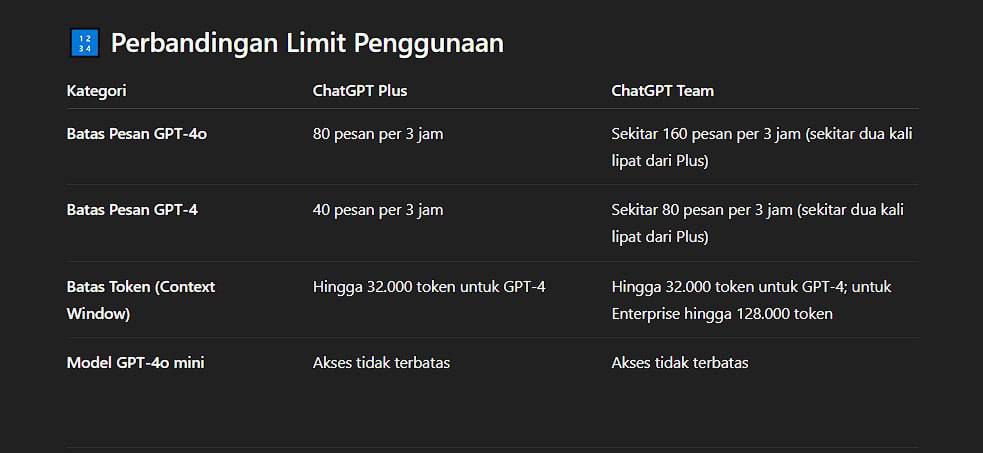 1 2
3 4
Perbandingan Limit Penggunaan
Kategori ChatGPT Plus ChatGPT Team
Batas Pesan GPT-4o 80 pesan per 3 jam Sekitar 160 pesan per 3 jam (sekitar dua kali
lipat dari Plus)
Batas Pesan GPT-4 40 pesan per 3 jam Sekitar 80 pesan per 3 jam (sekitar dua kali
lipat dari Plus)
Batas Token (Context Hingga 32.000 token untuk GPT-4 Hingga 32.000 token untuk GPT-4; untuk
Window) Enterprise hingga 128.000 token
Model GPT-4o mini Akses tidak terbatas Akses tidak terbatas